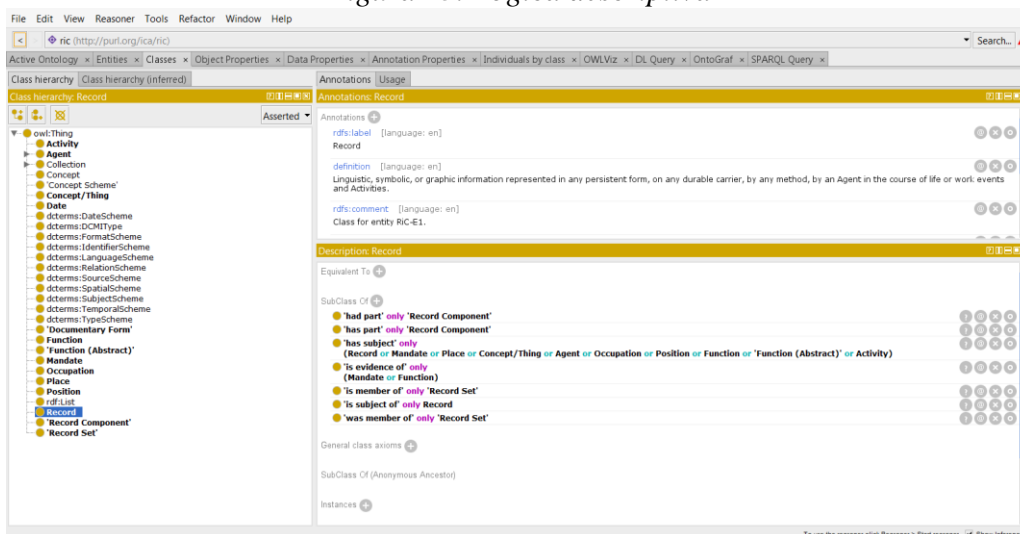 File Edit View Reasoner Tools Refactor Window Help
< ric (http://purl.org/ica/ric) Search...
Active Ontology × Entities × Classes × Object Properties × Data Properties × Annotation Properties × Individuals by class × OWLViz × DL Query × OntoGraf × SPARQL Query ×
Class hierarchy Class hierarchy (inferred)
Class hierarchy: Record
Asserted
owl:Thing
Activity
Agent
Collection
Concept
'Concept Scheme'
Concept/Thing
Date
dcterms:DateScheme
dcterms:DCMIType
dcterms:FormatScheme
dcterms:IdentifierScheme
dcterms:LanguageScheme
dcterms:RelationScheme
dcterms:SourceScheme
dcterms:SpatialScheme
dcterms:SubjectScheme
dcterms:TemporalScheme
dcterms:TypeScheme
'Documentary Form'
Function
'Function (Abstract)'
Mandate
Occupation
Place
Position
rdf:List
Record
'Record Component'
'Record Set'
Annotations Usage
Annotations: Record
Annotations
rdfs:label [language: en]
Record
definition [language: en]
Linguistic, symbolic, or graphic information represented in any persistent form, on any durable carrier, by any method, by an Agent in the course of life or work events
and Activities.
rdfs:comment [language: en]
Class for entity RiC-E1.
Description: Record
Equivalent To
SubClass Of
'had part' only 'Record Component'
'has part' only 'Record Component'
'has subject' only
(Record or Mandate or Place or Concept/Thing or Agent or Occupation or Position or Function or 'Function (Abstract)' or Activity)
'is evidence of' only
(Mandate or Function)
'is member of' only 'Record Set'
'is subject of' only Record
'was member of' only 'Record Set'
General class axioms
SubClass Of (Anonymous Ancestor)
Instances